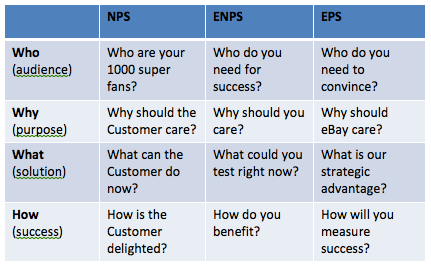 NPS ENPS EPS
Who Who are your Who do you Who do you
(audience) 1000 super need for need to
fans? success? convince?
Why Why should the Why should you Why should
(purpose) Customer care? care? eBay care?
What What can the What could you What is our
(solution) Customer do test right now? strategic
now? advantage?
How How is the How do you How will you
(success) Customer benefit? measure
delighted? success?